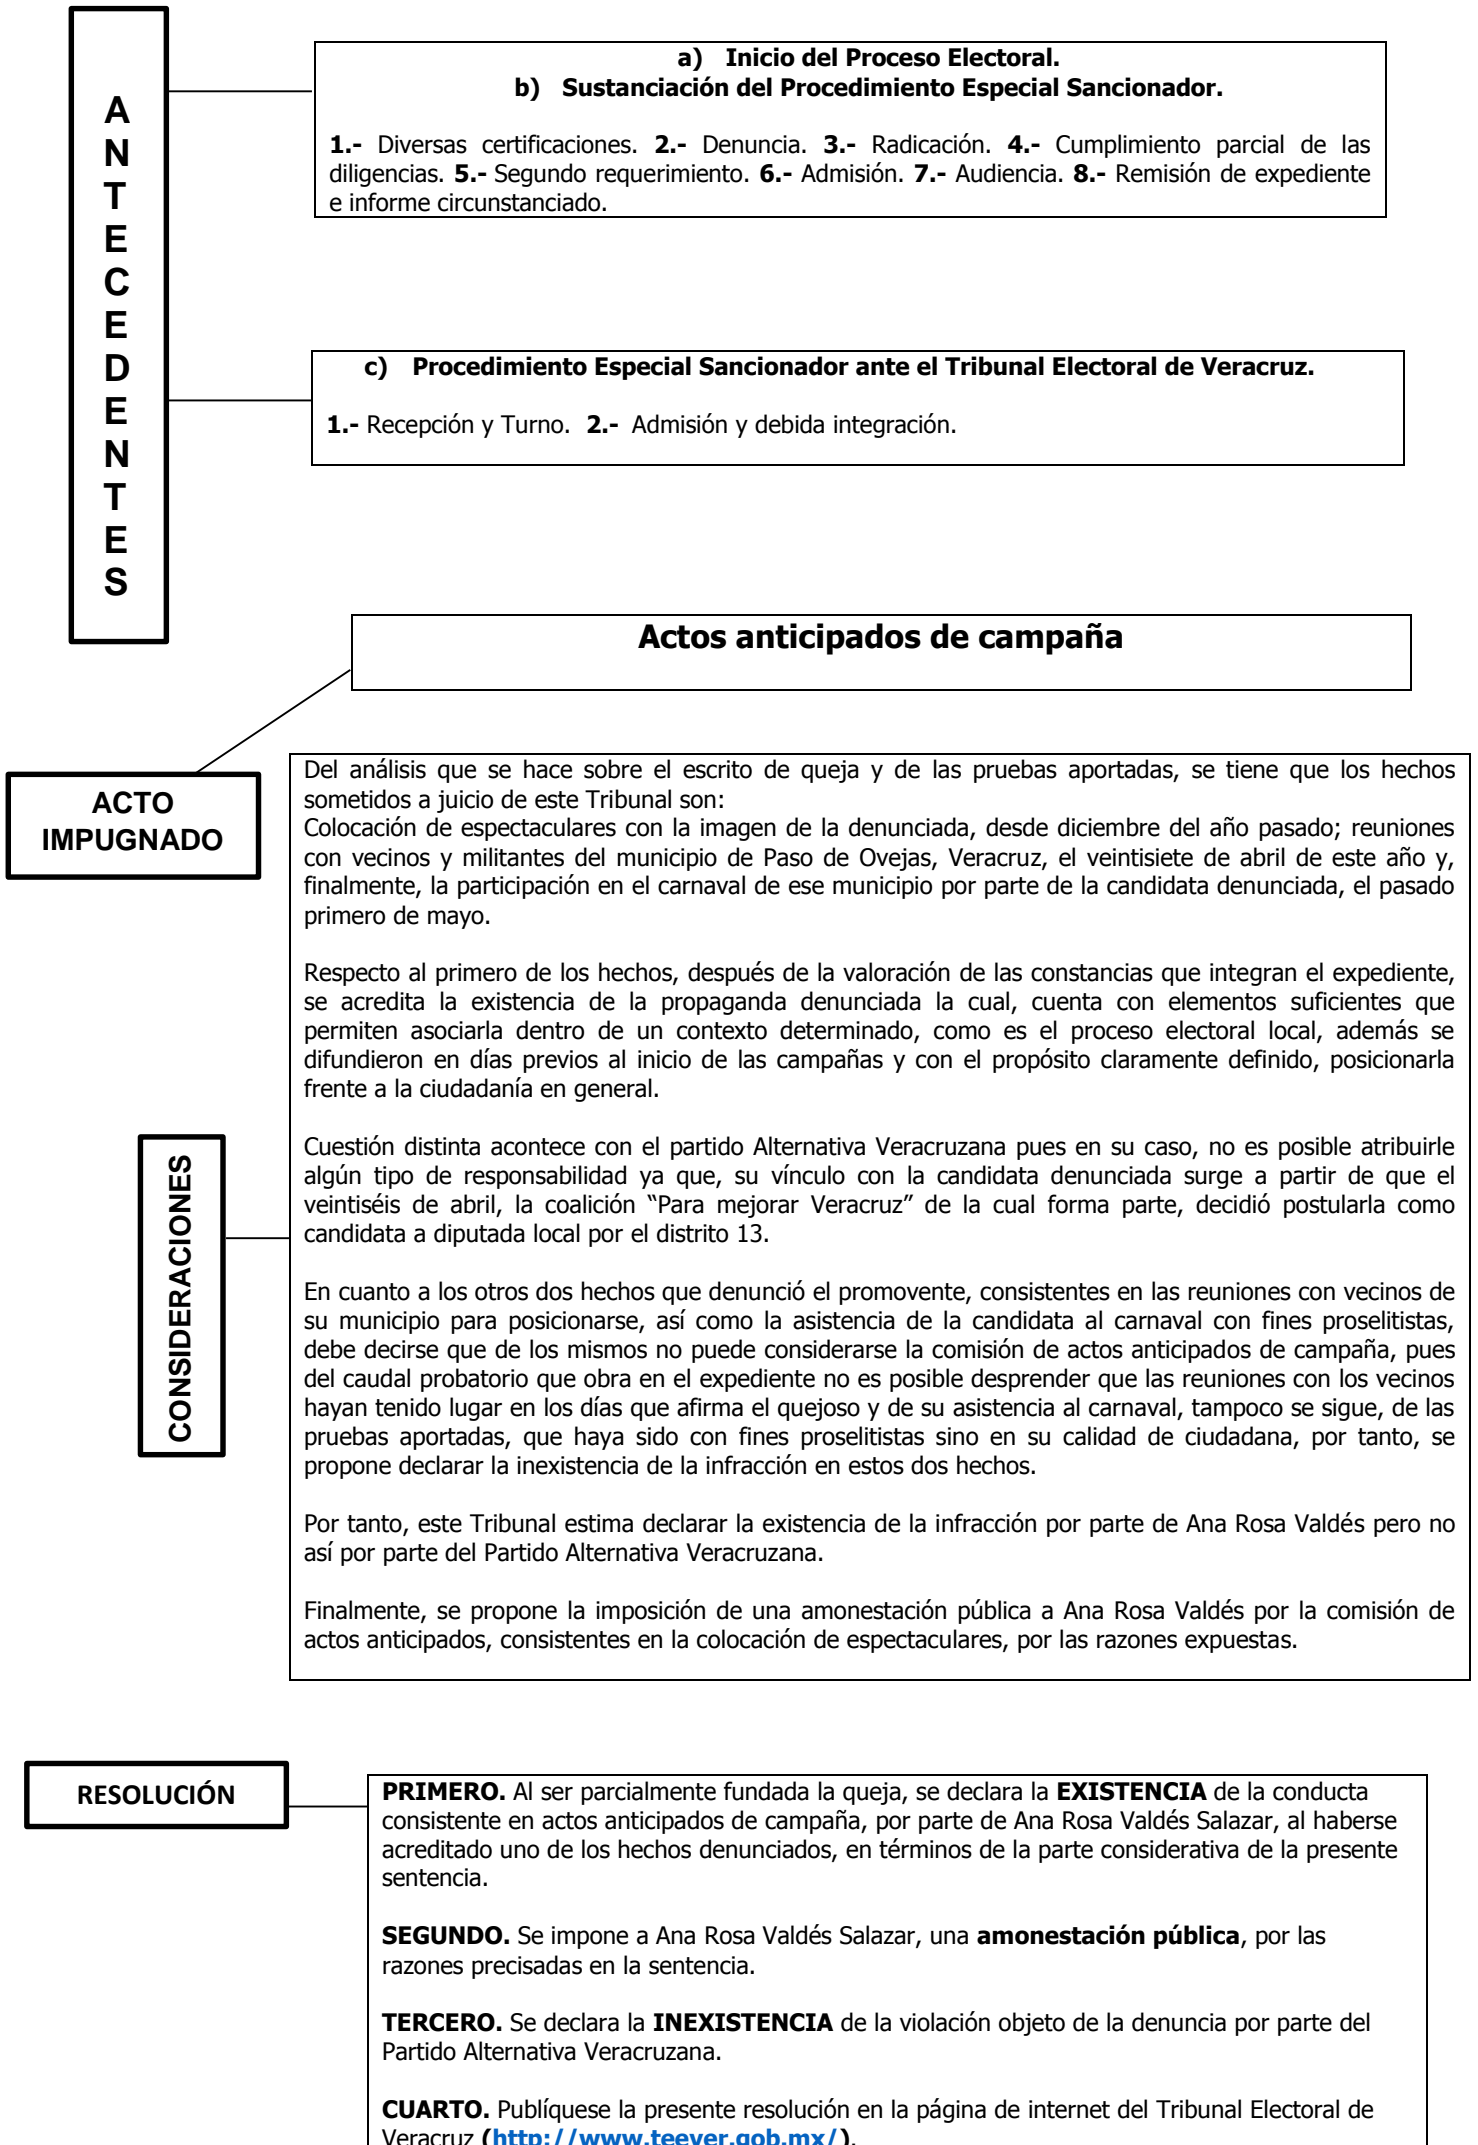 ANTECEDENTES
a) Inicio del Proceso Electoral.
b) Sustanciación del Procedimiento Especial Sancionador.
1.- Diversas certificaciones. 2.- Denuncia. 3.- Radicación. 4.- Cumplimiento parcial de las
diligencias. 5.- Segundo requerimiento. 6.- Admisión. 7.- Audiencia. 8.- Remisión de expediente
e informe circunstanciado.
c) Procedimiento Especial Sancionador ante el Tribunal Electoral de Veracruz.
1.- Recepción y Turno. 2.- Admisión y debida integración.
Actos anticipados de campaña
ACTO
IMPUGNADO
Del análisis que se hace sobre el escrito de queja y de las pruebas aportadas, se tiene que los hechos
sometidos a juicio de este Tribunal son:
Colocación de espectaculares con la imagen de la denunciada, desde diciembre del año pasado; reuniones
con vecinos y militantes del municipio de Paso de Ovejas, Veracruz, el veintisiete de abril de este año y,
finalmente, la participación en el carnaval de ese municipio por parte de la candidata denunciada, el pasado
primero de mayo.
Respecto al primero de los hechos, después de la valoración de las constancias que integran el expediente,
se acredita la existencia de la propaganda denunciada la cual, cuenta con elementos suficientes que
permiten asociarla dentro de un contexto determinado, como es el proceso electoral local, además se
difundieron en días previos al inicio de las campañas y con el propósito claramente definido, posicionarla
frente a la ciudadanía en general.
Cuestión distinta acontece con el partido Alternativa Veracruzana pues en su caso, no es posible atribuirle
algún tipo de responsabilidad ya que, su vínculo con la candidata denunciada surge a partir de que el
veintiséis de abril, la coalición “Para mejorar Veracruz” de la cual forma parte, decidió postularla como
candidata a diputada local por el distrito 13.
En cuanto a los otros dos hechos que denunció el promovente, consistentes en las reuniones con vecinos de
su municipio para posicionarse, así como la asistencia de la candidata al carnaval con fines proselitistas,
debe decirse que de los mismos no puede considerarse la comisión de actos anticipados de campaña, pues
del caudal probatorio que obra en el expediente no es posible desprender que las reuniones con los vecinos
hayan tenido lugar en los días que afirma el quejoso y de su asistencia al carnaval, tampoco se sigue, de las
pruebas aportadas, que haya sido con fines proselitistas sino en su calidad de ciudadana, por tanto, se
propone declarar la inexistencia de la infracción en estos dos hechos.
Por tanto, este Tribunal estima declarar la existencia de la infracción por parte de Ana Rosa Valdés pero no
así por parte del Partido Alternativa Veracruzana.
Finalmente, se propone la imposición de una amonestación pública a Ana Rosa Valdés por la comisión de
actos anticipados, consistentes en la colocación de espectaculares, por las razones expuestas.
CONSIDERACIONES
RESOLUCIÓN
PRIMERO. Al ser parcialmente fundada la queja, se declara la EXISTENCIA de la conducta
consistente en actos anticipados de campaña, por parte de Ana Rosa Valdés Salazar, al haberse
acreditado uno de los hechos denunciados, en términos de la parte considerativa de la presente
sentencia.
SEGUNDO. Se impone a Ana Rosa Valdés Salazar, una amonestación pública, por las
razones precisadas en la sentencia.
TERCERO. Se declara la INEXISTENCIA de la violación objeto de la denuncia por parte del
Partido Alternativa Veracruzana.
CUARTO. Publíquese la presente resolución en la página de internet del Tribunal Electoral de
Veracruz (http://www.teever.gob.mx/).